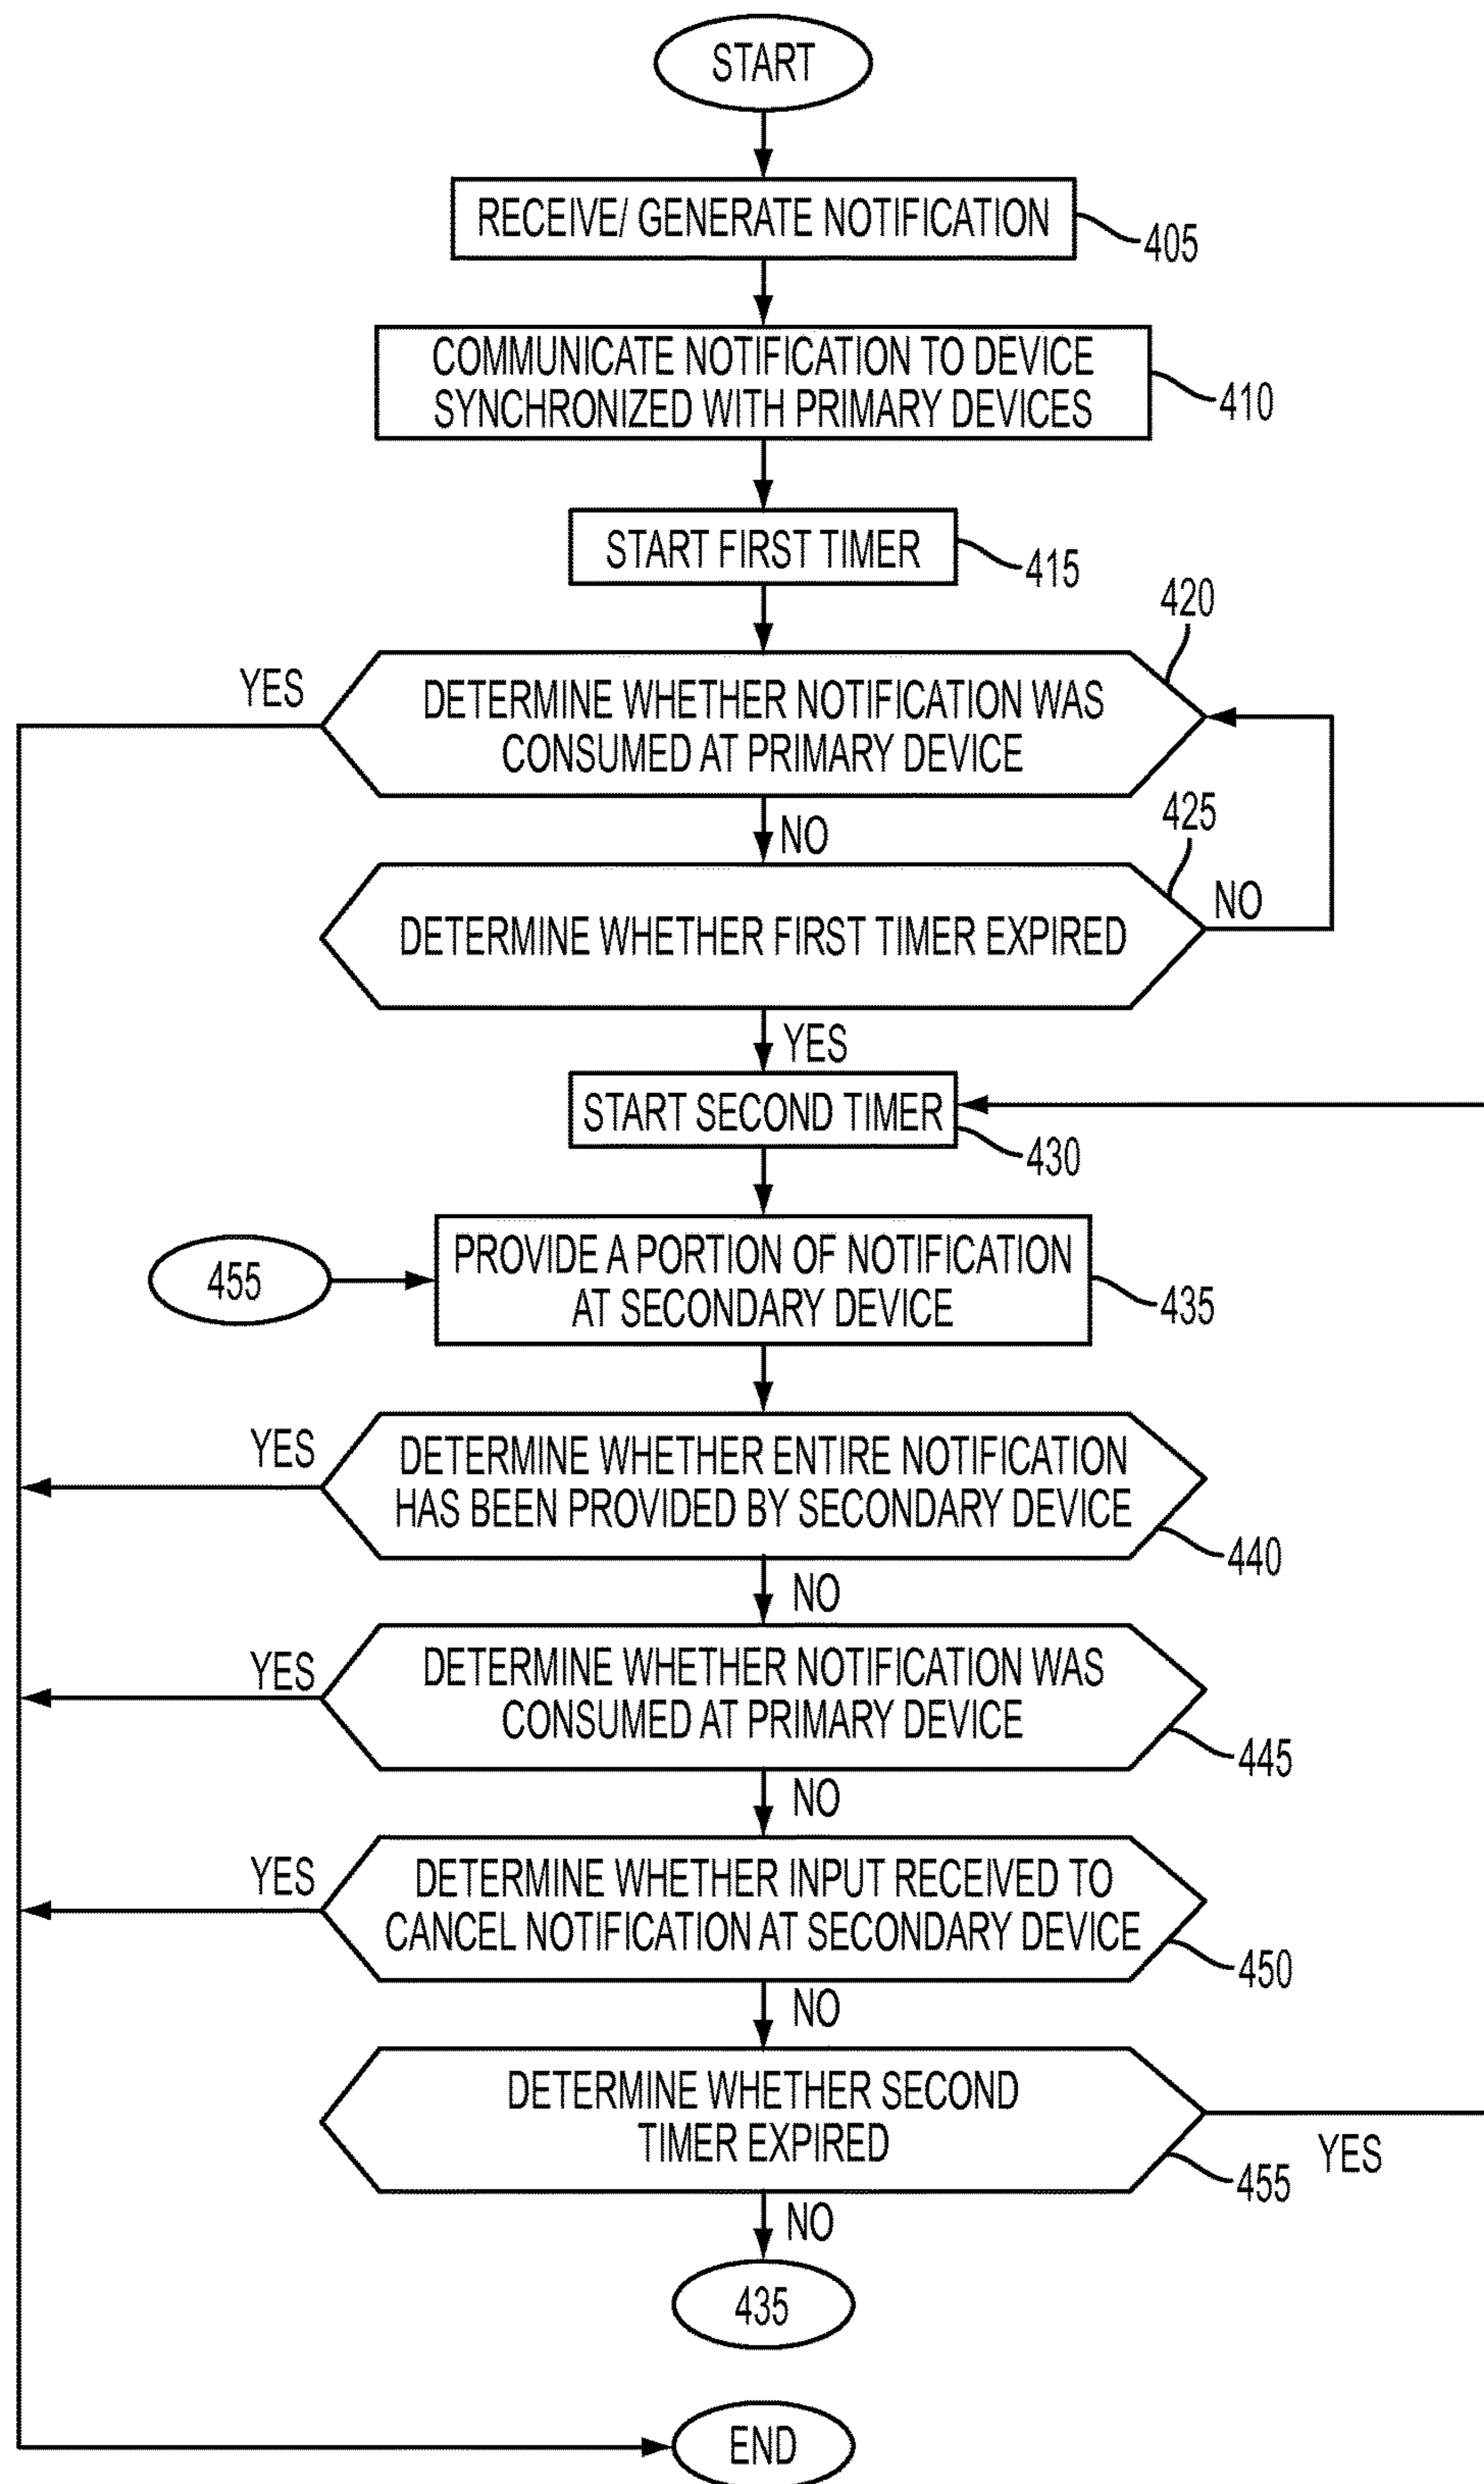 START
RECEIVE/ GENERATE NOTIFICATION
405
COMMUNICATE NOTIFICATION TO DEVICE
SYNCHRONIZED WITH PRIMARY DEVICES
410
START FIRST TIMER
415
420
YES
DETERMINE WHETHER NOTIFICATION WAS
CONSUMED AT PRIMARY DEVICE
NO
425
DETERMINE WHETHER FIRST TIMER EXPIRED
NO
YES
START SECOND TIMER
430
455
PROVIDE A PORTION OF NOTIFICATION
AT SECONDARY DEVICE
435
YES
DETERMINE WHETHER ENTIRE NOTIFICATION
HAS BEEN PROVIDED BY SECONDARY DEVICE
440
NO
YES
DETERMINE WHETHER NOTIFICATION WAS
CONSUMED AT PRIMARY DEVICE
445
NO
YES
DETERMINE WHETHER INPUT RECEIVED TO
CANCEL NOTIFICATION AT SECONDARY DEVICE
450
NO
DETERMINE WHETHER SECOND
TIMER EXPIRED
YES
455
NO
435
END